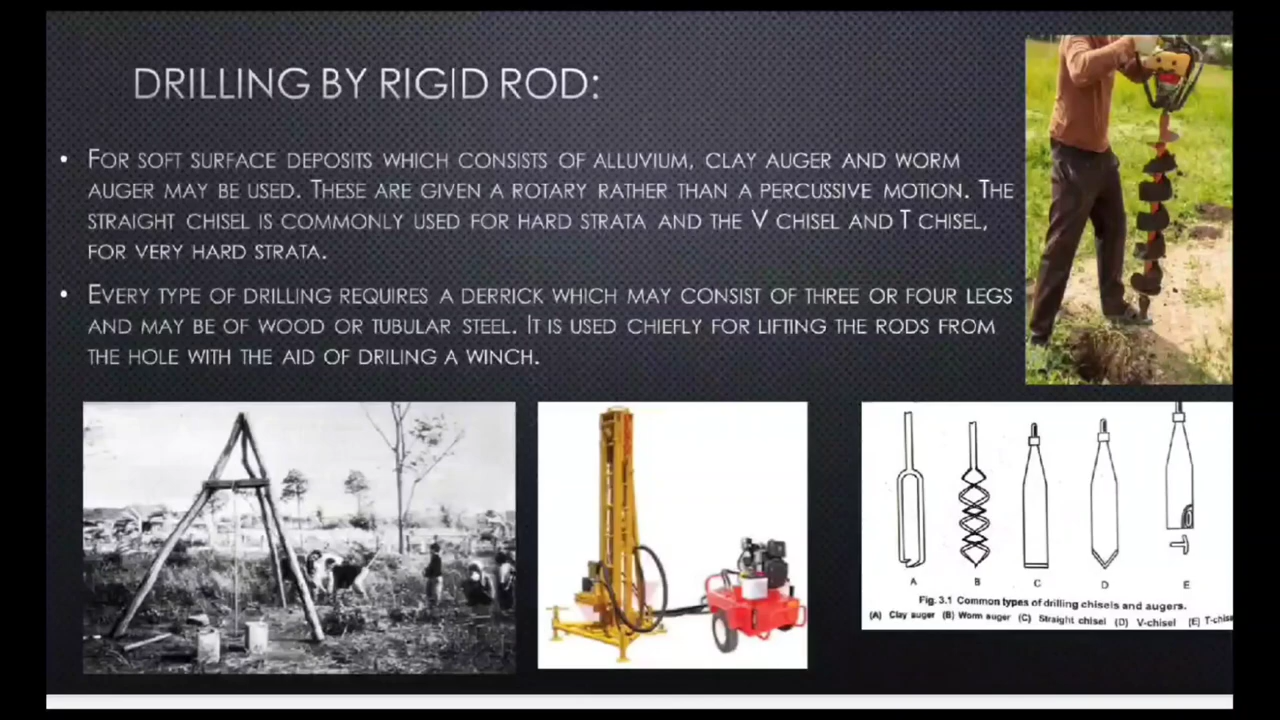 DRILLING BY RIGID ROD:
• FOR SOFT SURFACE DEPOSITS WHICH CONSISTS OF ALLUVIUM, CLAY AUGER AND WORM
AUGER MAY BE USED. THESE ARE GIVEN A ROTARY RATHER THAN A PERCUSSIVE MOTION. THE
STRAIGHT CHISEL IS COMMONLY USED FOR HARD STRATA AND THE V CHISEL AND T CHISEL,
FOR VERY HARD STRATA.
• EVERY TYPE OF DRILLING REQUIRES A DERRICK WHICH MAY CONSIST OF THREE OR FOUR LEGS
AND MAY BE OF WOOD OR TUBULAR STEEL. IT IS USED CHIEFLY FOR LIFTING THE RODS FROM
THE HOLE WITH THE AID OF DRILING A WINCH.
A B C D E
Fig. 3.1 Common types of drilling chisels and augers.
(A) Clay auger (B) Worm auger (C) Straight chisel (D) V-chisel (E) T-chise